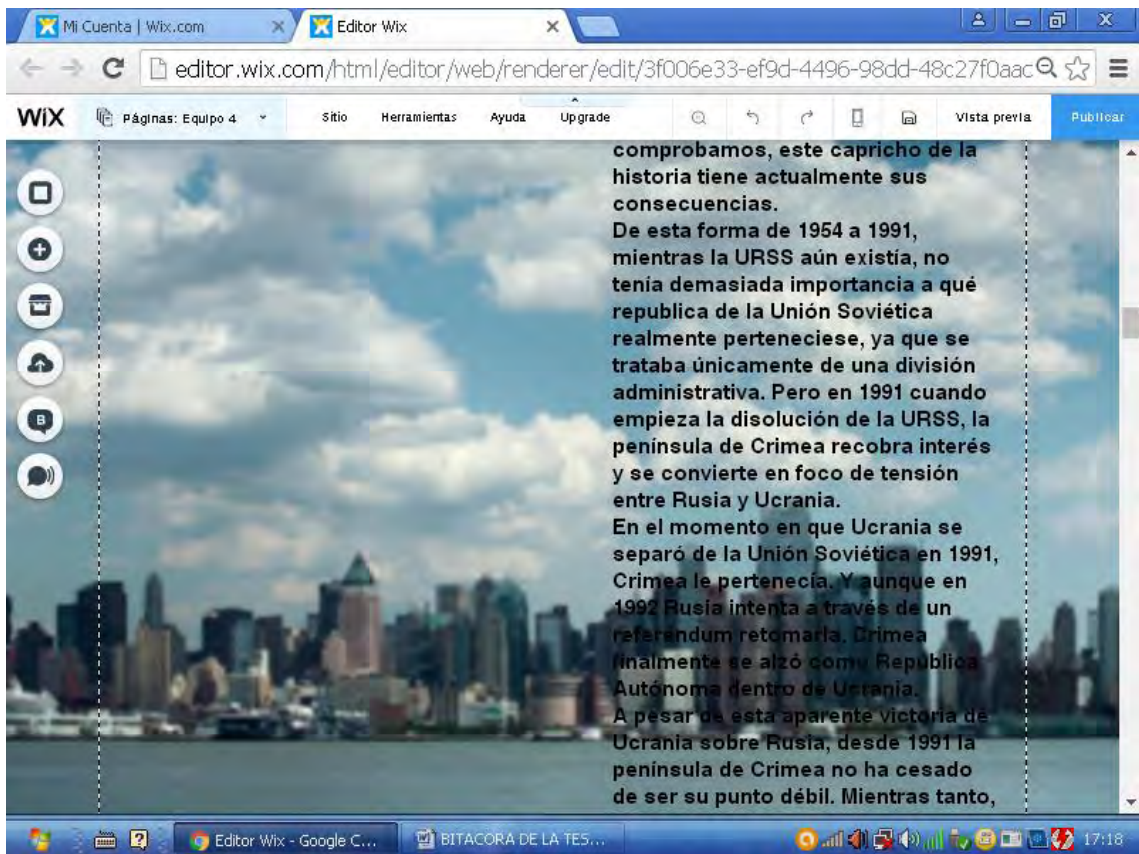 Mi Cuenta | Wix.com
Editor Wix
editor.wix.com/html/editor/web/renderer/edit/3f006e33-ef9d-4496-98dd-48c27f0aac
WiX
Páginas: Equipo 4
Sitio
Herramientas
Ayuda
Upgrade
Vista previa
Publicar
comprobamos, este capricho de la
historia tiene actualmente sus
consecuencias.
De esta forma de 1954 a 1991,
mientras la URSS aún existía, no
tenía demasiada importancia a qué
republica de la Unión Soviética
realmente perteneciese, ya que se
trataba únicamente de una división
administrativa. Pero en 1991 cuando
empieza la disolución de la URSS, la
península de Crimea recobra interés
y se convierte en foco de tensión
entre Rusia y Ucrania.
En el momento en que Ucrania se
separó de la Unión Soviética en 1991,
Crimea le pertenecía. Y aunque en
1992 Rusia intenta a través de un
referéndum retomarla. Crimea
finalmente se alzó como República
Autónoma dentro de Ucrania.
A pesar de esta aparente victoria de
Ucrania sobre Rusia, desde 1991 la
península de Crimea no ha cesado
de ser su punto débil. Mientras tanto,
B
Editor Wix - Google C...
BITACORA DE LA TES...
17:18